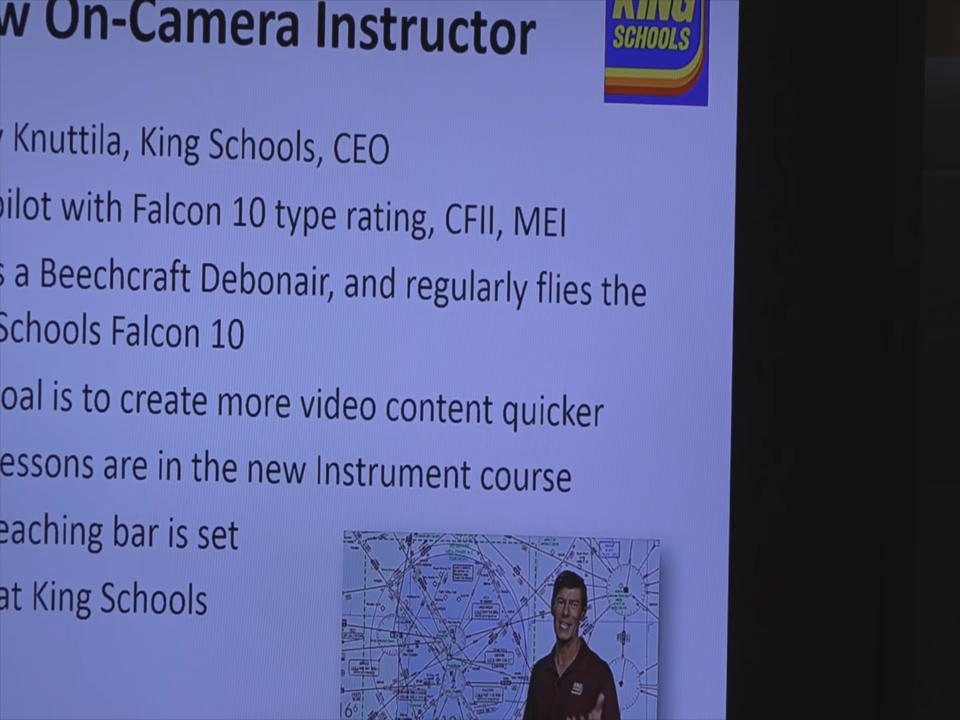 w On-Camera Instructor
KING
SCHOOLS
y Knuttila, King Schools, CEO
pilot with Falcon 10 type rating, CFII, MEI
s a Beechcraft Debonair, and regularly flies the
Schools Falcon 10
oal is to create more video content quicker
essons are in the new Instrument course
eaching bar is set
at King Schools